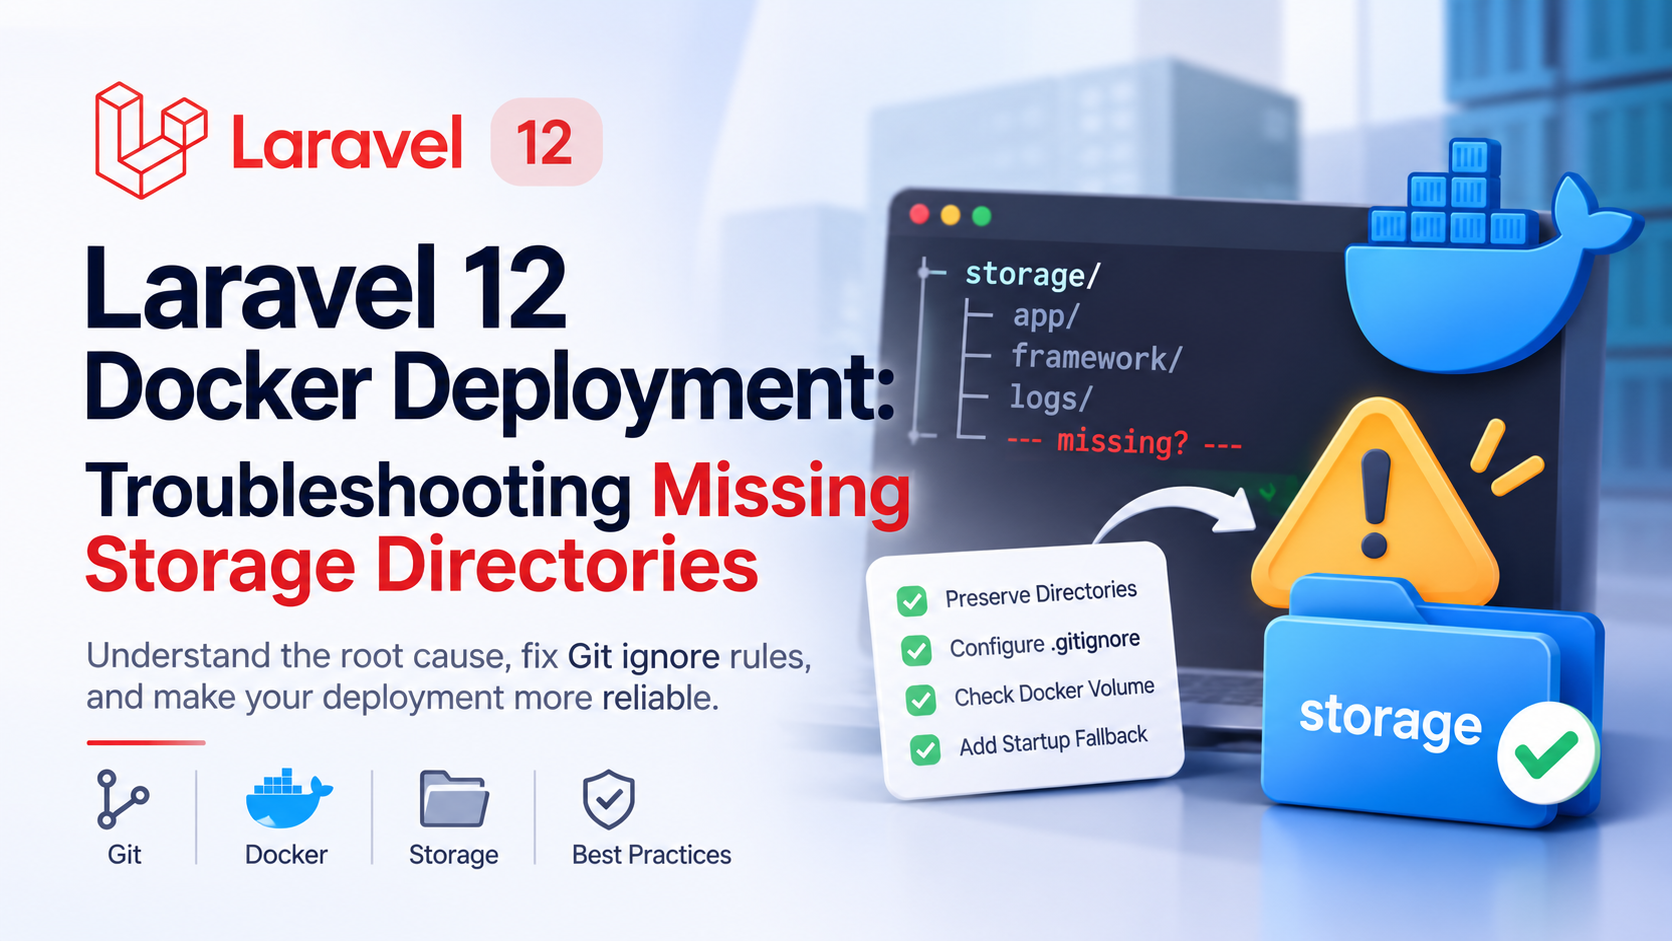 Laravel 12
Laravel 12
Docker Deployment:
Troubleshooting Missing
Storage Directories
Understand the root cause, fix Git ignore rules,
and make your deployment more reliable.
Git
Docker
Storage
Best Practices
storage/
app/
framework/
logs/
--- missing? ---
Preserve Directories
Configure .gitignore
Check Docker Volume
Add Startup Fallback
storage